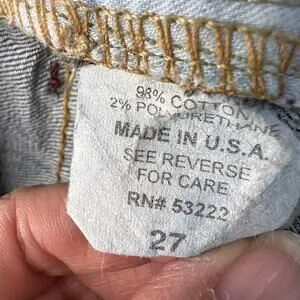 98% COTTON
2% POLYURETHANE
MADE IN U.S.A.
SEE REVERSE
FOR CARE
RN# 53222
27